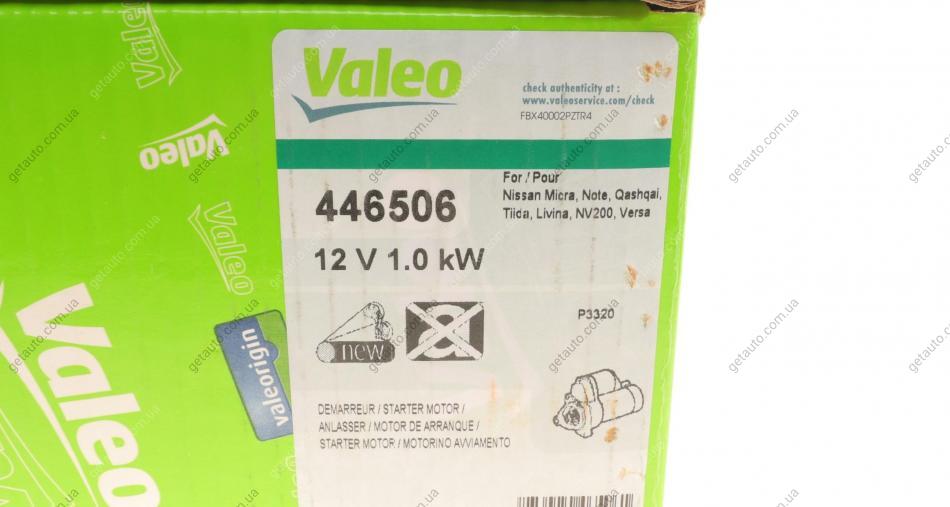 Valeo
check authenticity at :
www.valeoservice.com/check
FBX40002PZTR4
446506
For / Pour
Nissan Micra, Note, Qashqai,
Tiida, Livina, NV200, Versa
12 V 1.0 kW
new
a
P3320
DEMARREUR / STARTER MOTOR /
ANLASSER / MOTOR DE ARRANQUE /
STARTER MOTOR / MOTORINO AVVIAMENTO
Valeo
Valeo
Valeo
Valeo
valeorigin
getauto.com.ua